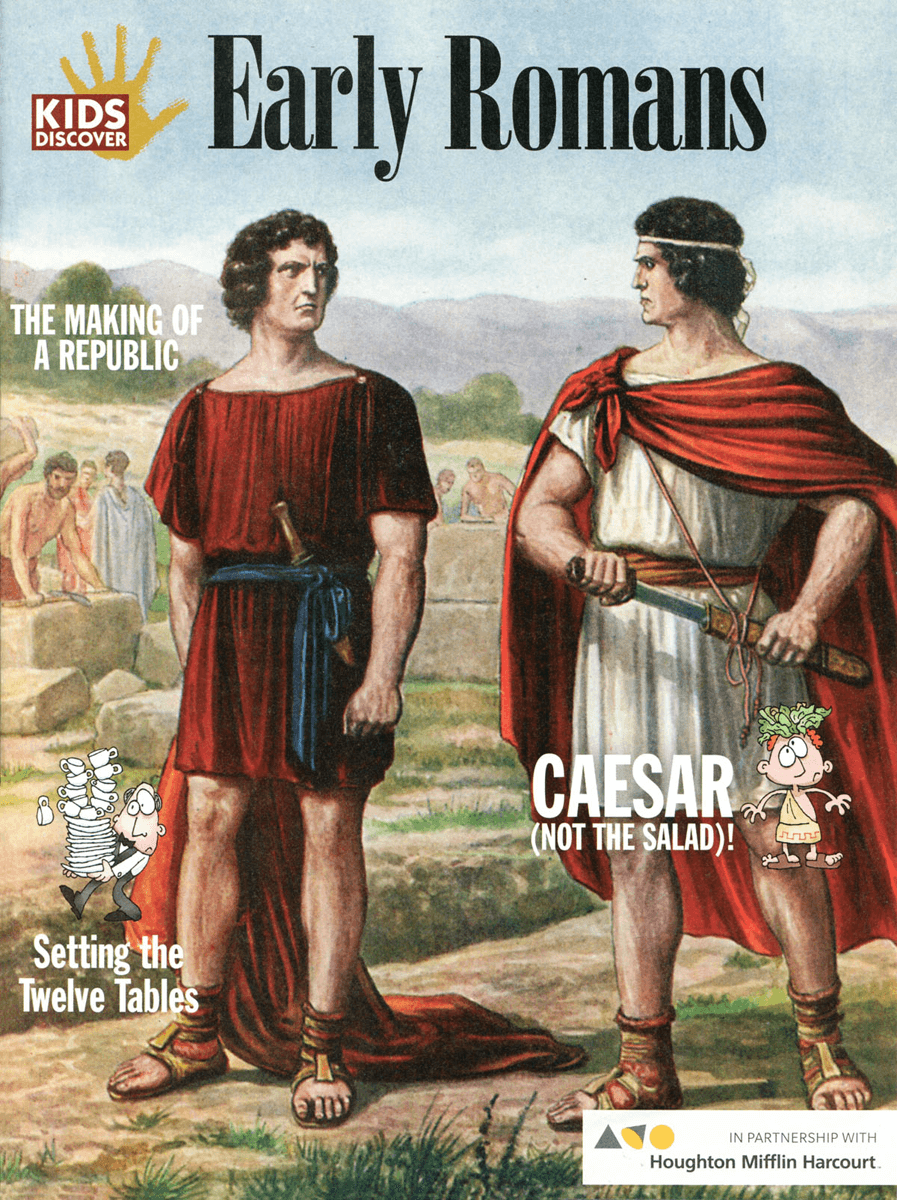 KIDS
DISCOVER
Early Romans
THE MAKING OF
A REPUBLIC
CAESAR
(NOT THE SALAD)!
Setting the
Twelve Tables
IN PARTNERSHIP WITH
Houghton Mifflin Harcourt